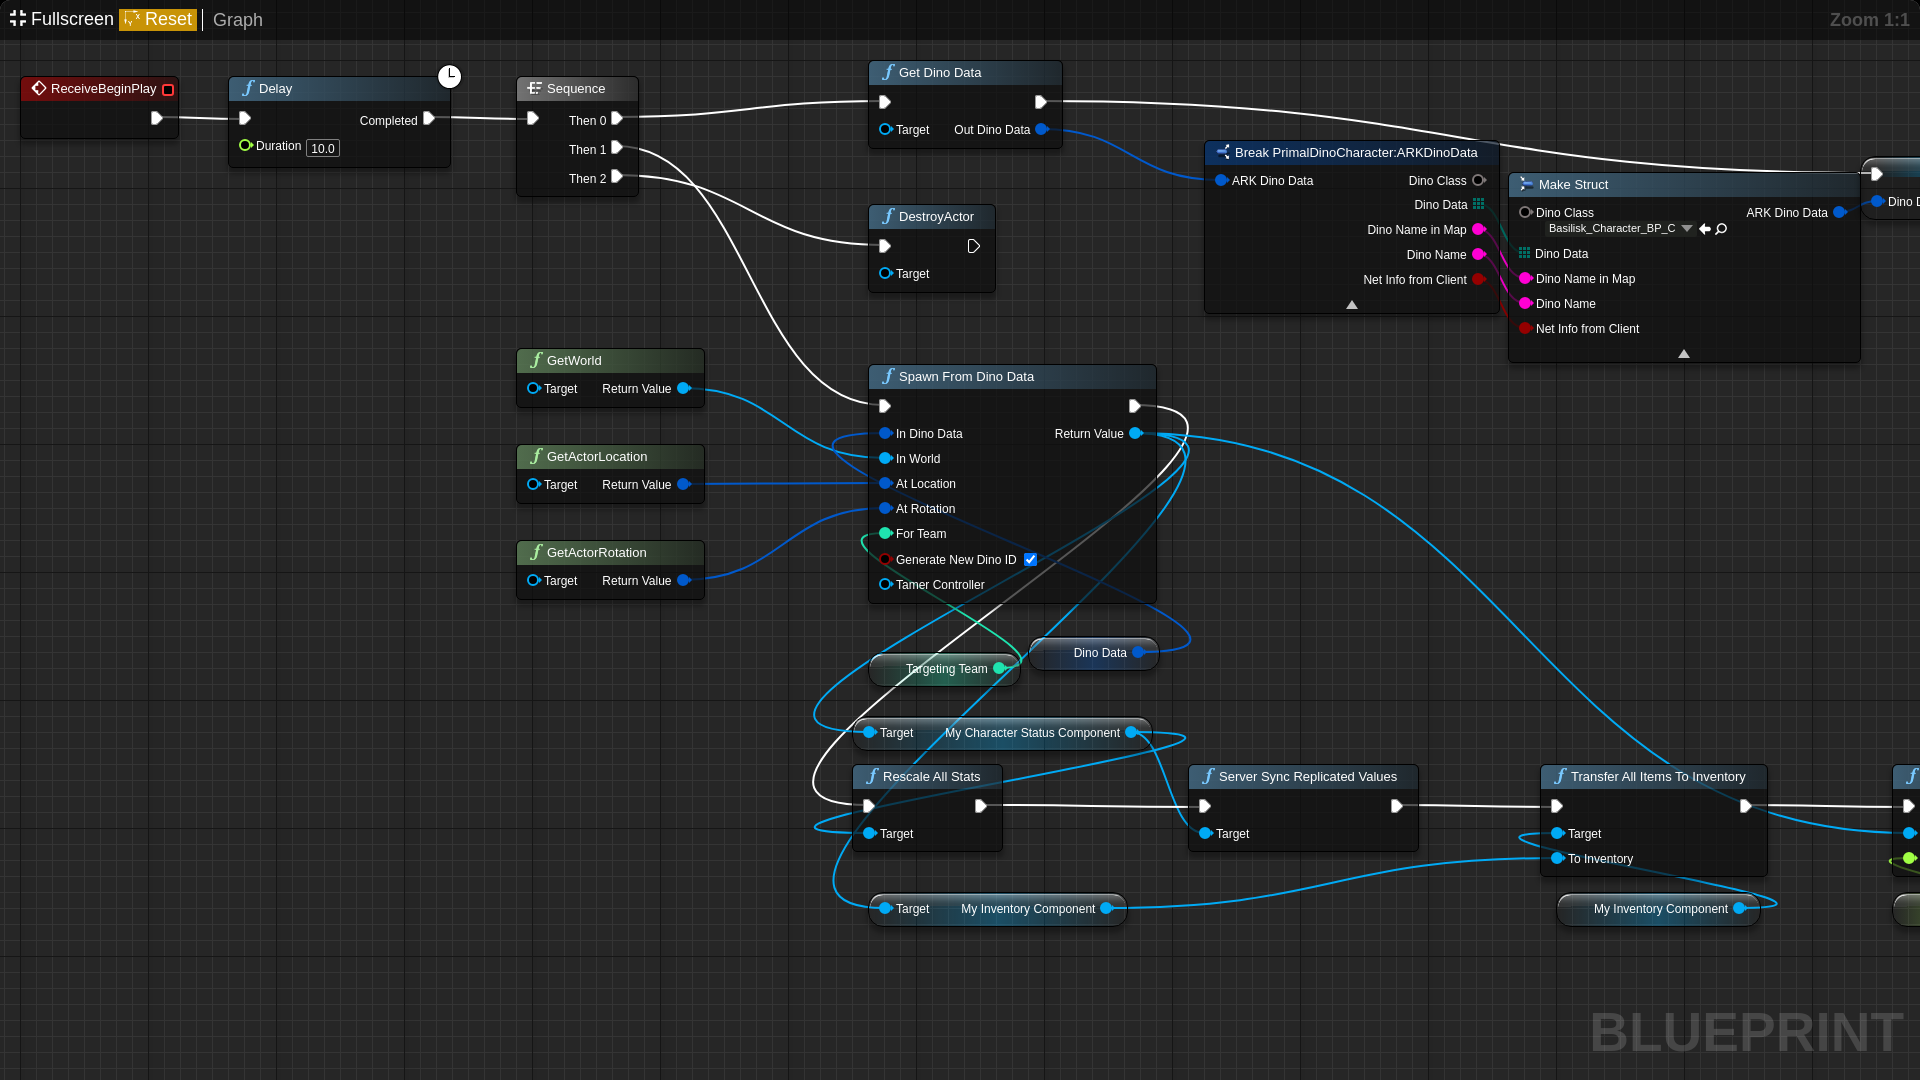 Fullscreen Reset Graph
Zoom 1:1
ReceiveBeginPlay
Delay
Completed
Duration 10.0
Sequence
Then 0
Then 1
Then 2
Get Dino Data
Target Out Dino Data
DestroyActor
Target
Break PrimalDinoCharacter:ARKDinoData
ARK Dino Data Dino Class
Dino Data
Dino Name in Map
Dino Name
Net Info from Client
Make Struct
Dino Class ARK Dino Data
Basilisk_Character_BP_C
Dino Data
Dino Name in Map
Dino Name
Net Info from Client
Dino
GetWorld
Target Return Value
GetActorLocation
Target Return Value
GetActorRotation
Target Return Value
Spawn From Dino Data
In Dino Data Return Value
In World
At Location
At Rotation
For Team
Generate New Dino ID
Tamer Controller
Targeting Team
Dino Data
Target My Character Status Component
Rescale All Stats
Target
Server Sync Replicated Values
Target
Transfer All Items To Inventory
Target
To Inventory
Target My Inventory Component
My Inventory Component
BLUEPRINT